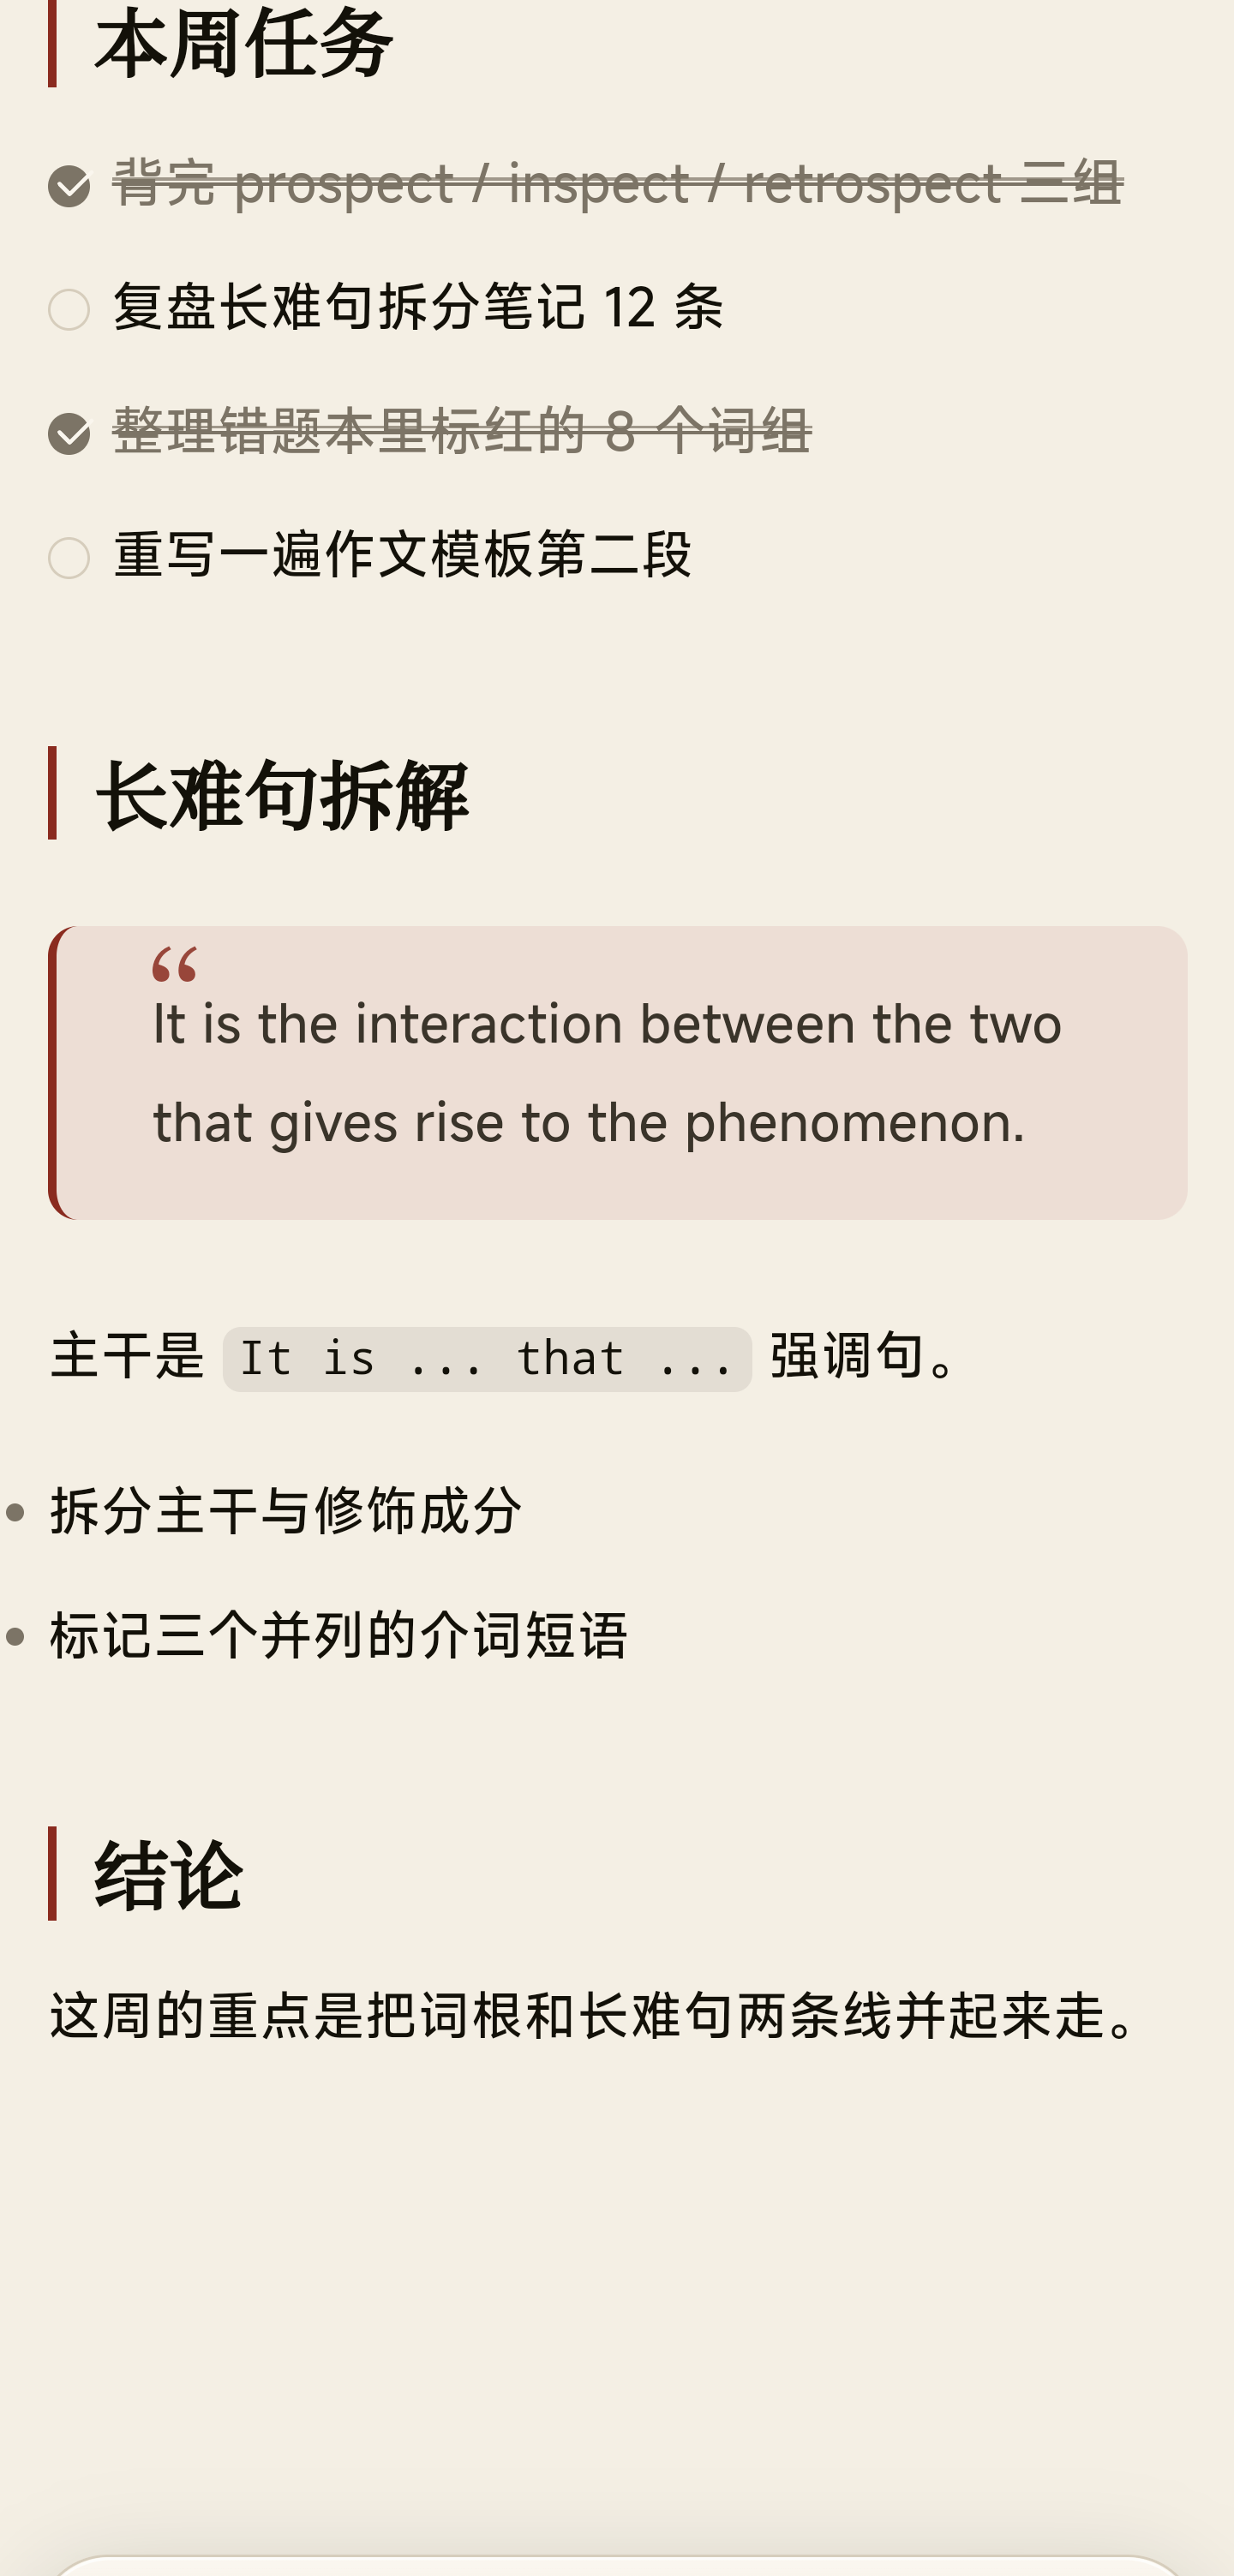 本周任务
背完 prospect / inspect / retrospect 三组
复盘长难句拆分笔记 12 条
整理错题本里标红的 8 个词组
重写一遍作文模板第二段
长难句拆解
“
It is the interaction between the two
that gives rise to the phenomenon.
主干是 It is ... that ... 强调句。
拆分主干与修饰成分
标记三个并列的介词短语
结论
这周的重点是把词根和长难句两条线并起来走。